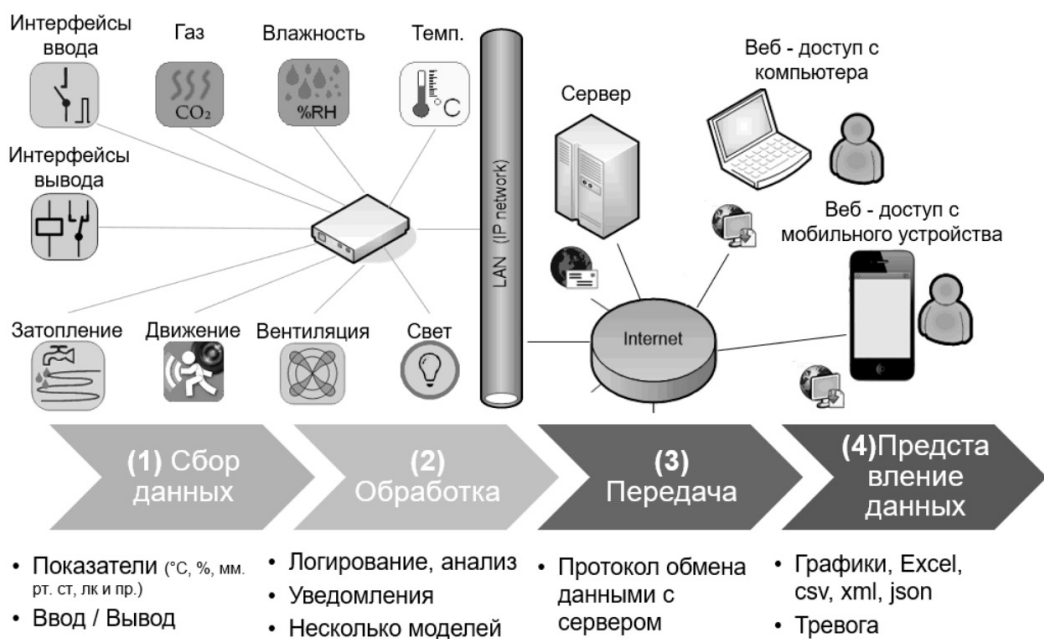 Интерфейсы
ввода
Газ
Влажность
Темп.
CO₂
%RH
°C
Интерфейсы
вывода
Затопление
Движение
Вентиляция
Свет
LAN (IP network)
Сервер
Веб - доступ с
компьютера
Веб - доступ с
мобильного устройства
Internet
(1) Сбор
данных
(2)
Обработка
(3)
Передача
(4)Предста
вление
данных
• Показатели (°C, %, мм.
рт. ст, лк и пр.)
• Ввод / Вывод
• Логирование, анализ
• Уведомления
• Несколько моделей
• Протокол обмена
данными с
сервером
• Графики, Excel,
csv, xml, json
• Тревога